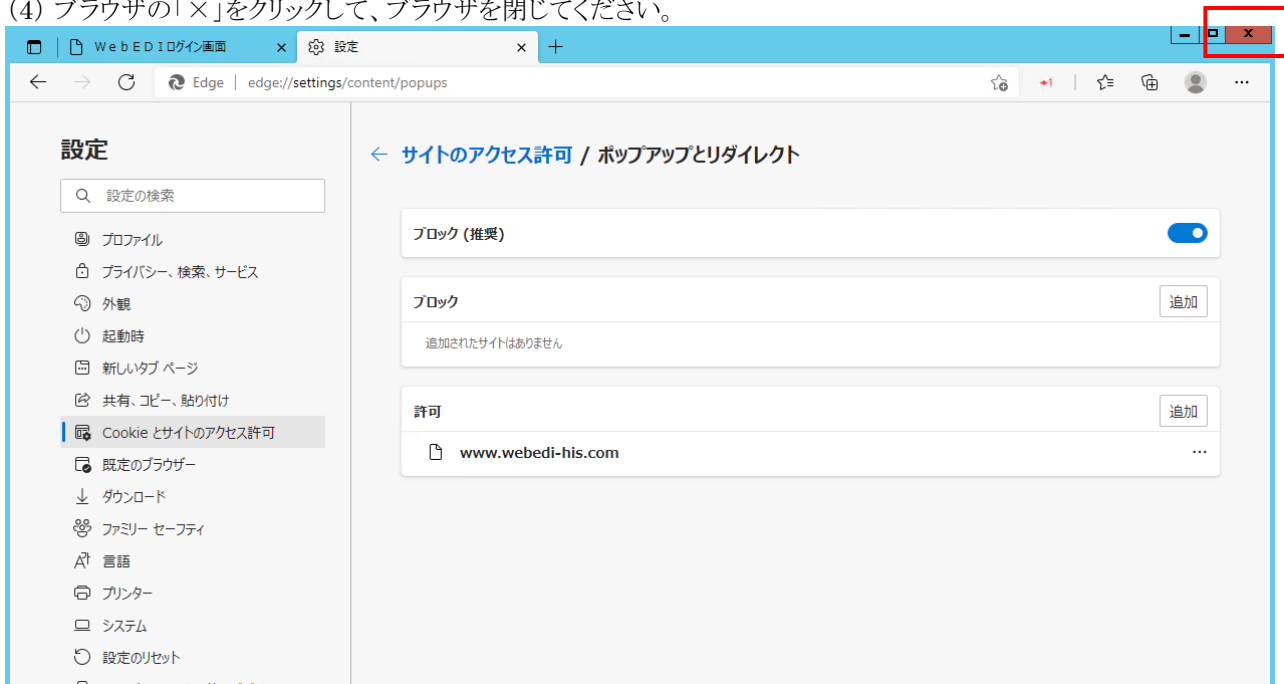 (4) ブラウザの「×」をクリックして、ブラウザを閉じてください。
ＷｅｂＥＤＩログイン画面
設定
Edge
edge://settings/content/popups
設定
サイトのアクセス許可 / ポップアップとリダイレクト
設定の検索
ブロック (推奨)
プロファイル
プライバシー、検索、サービス
外観
ブロック
追加
起動時
追加されたサイトはありません
新しいタブ ページ
共有、コピー、貼り付け
許可
追加
Cookie とサイトのアクセス許可
www.webedi-his.com
既定のブラウザー
ダウンロード
ファミリー セーフティ
言語
プリンター
システム
設定のリセット